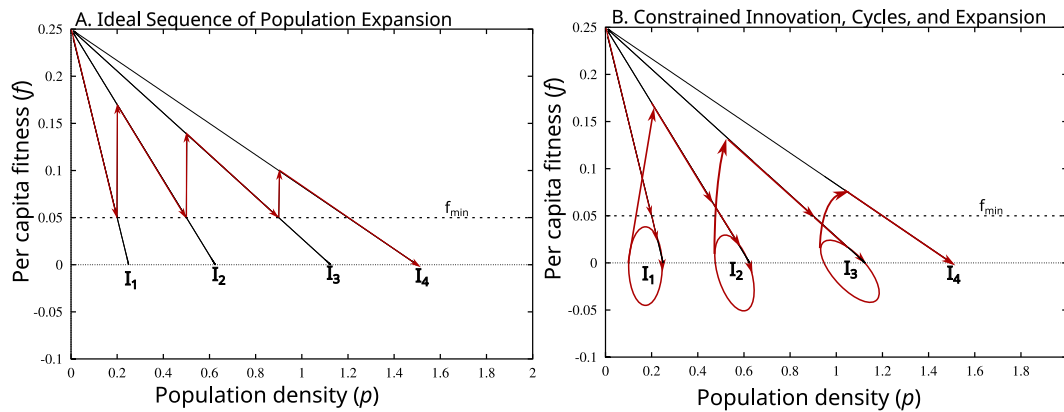 A. Ideal Sequence of Population Expansion
0.25
0.2
0.15
0.1
0.05
0
-0.05
-0.1
Per capita fitness (f)
fmin
I1
I2
I3
I4
0 0.2 0.4 0.6 0.8 1 1.2 1.4 1.6 1.8 2
Population density (p)
B. Constrained Innovation, Cycles, and Expansion
0.25
0.2
0.15
0.1
0.05
0
-0.05
-0.1
Per capita fitness (f)
fmin
I1
I2
I3
I4
0 0.2 0.4 0.6 0.8 1 1.2 1.4 1.6 1.8
Population density (p)